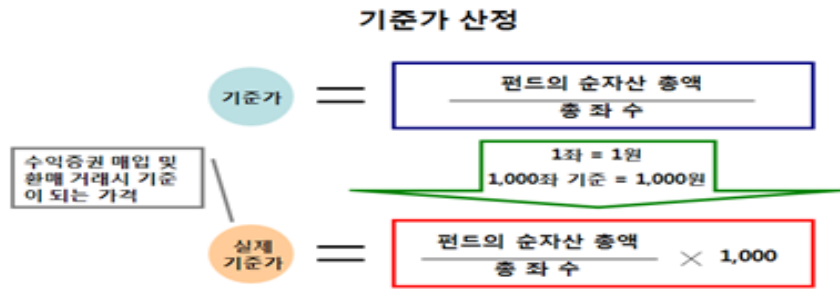 기준가 산정
기준가
=
펀드의 순자산 총액
총 좌 수
1좌 = 1원
1,000좌 기준 = 1,000원
수익증권 매입 및
환매 거래시 기준
이 되는 가격
실제
기준가
=
펀드의 순자산 총액
총 좌 수
× 1,000